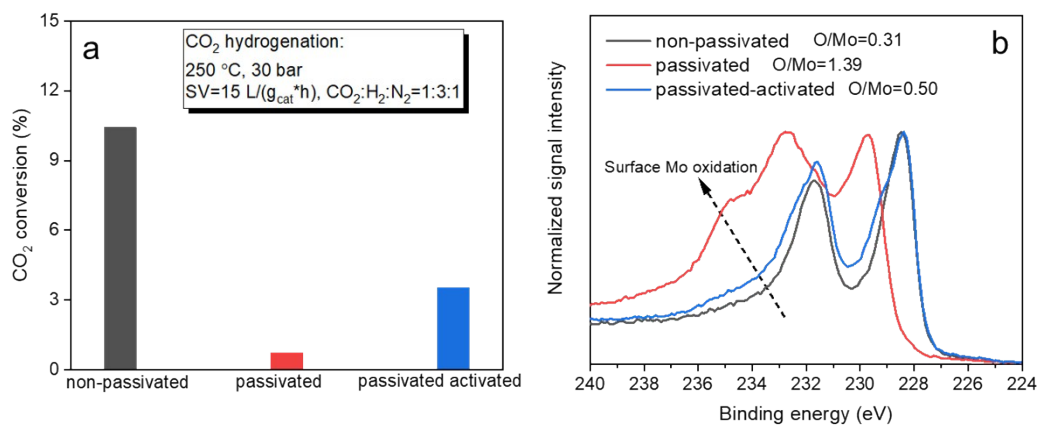 a
CO₂ hydrogenation:
250 °C, 30 bar
SV=15 L/(g_cat*h), CO₂:H₂:N₂=1:3:1
CO₂ conversion (%)
15
12
9
6
3
0
non-passivated
passivated
passivated activated
b
non-passivated O/Mo=0.31
passivated O/Mo=1.39
passivated-activated O/Mo=0.50
Surface Mo oxidation
Normalized signal intensity
240 238 236 234 232 230 228 226 224
Binding energy (eV)